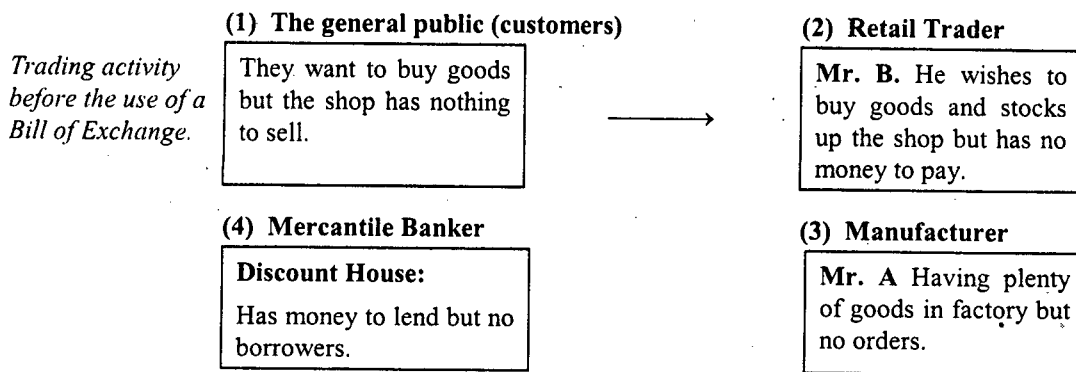 (1) The general public (customers)
Trading activity
before the use of a
Bill of Exchange.
They want to buy goods
but the shop has nothing
to sell.
(2) Retail Trader
Mr. B. He wishes to
buy goods and stocks
up the shop but has no
money to pay.
(4) Mercantile Banker
Discount House:
Has money to lend but no
borrowers.
(3) Manufacturer
Mr. A Having plenty
of goods in factory but
no orders.